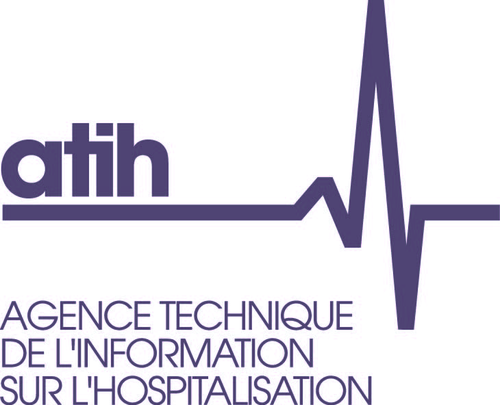 atih
AGENCE TECHNIQUE
DE L'INFORMATION
SUR L'HOSPITALISATION